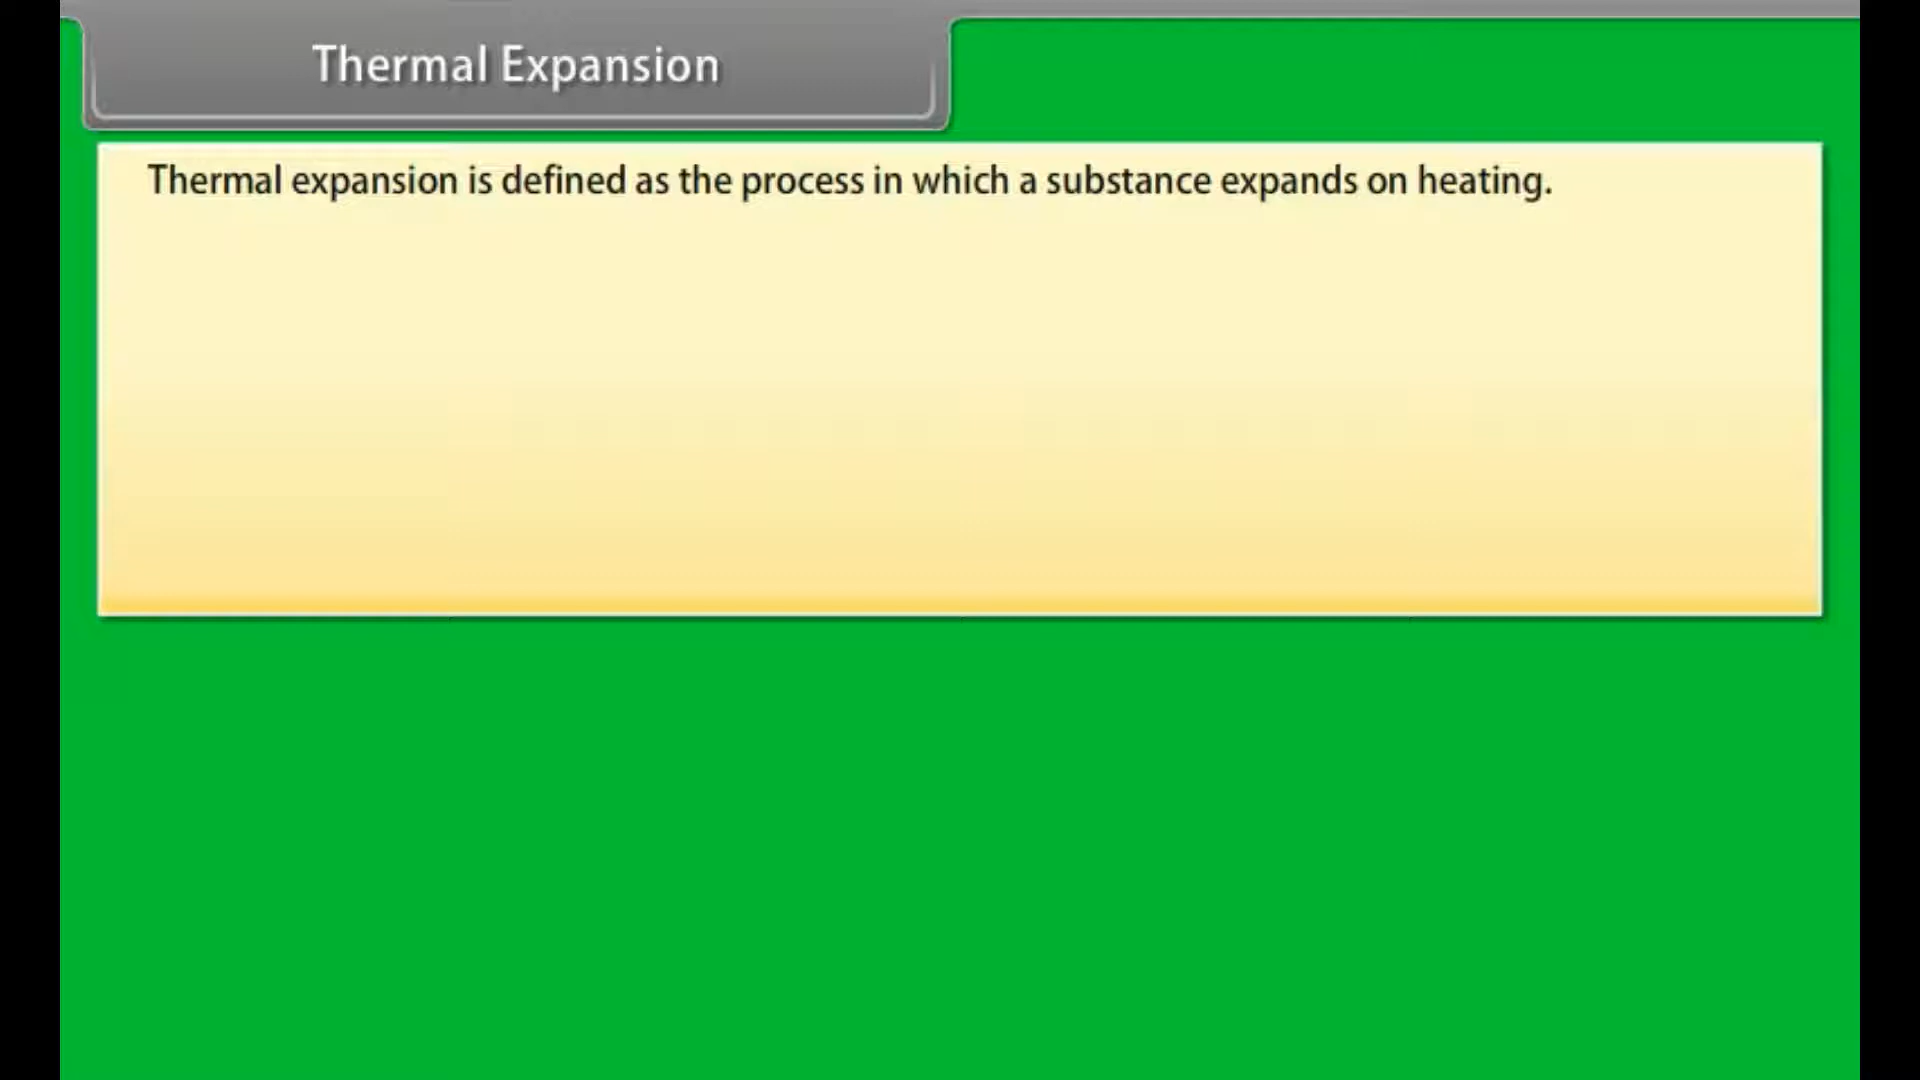 Thermal Expansion
Thermal expansion is defined as the process in which a substance expands on heating.